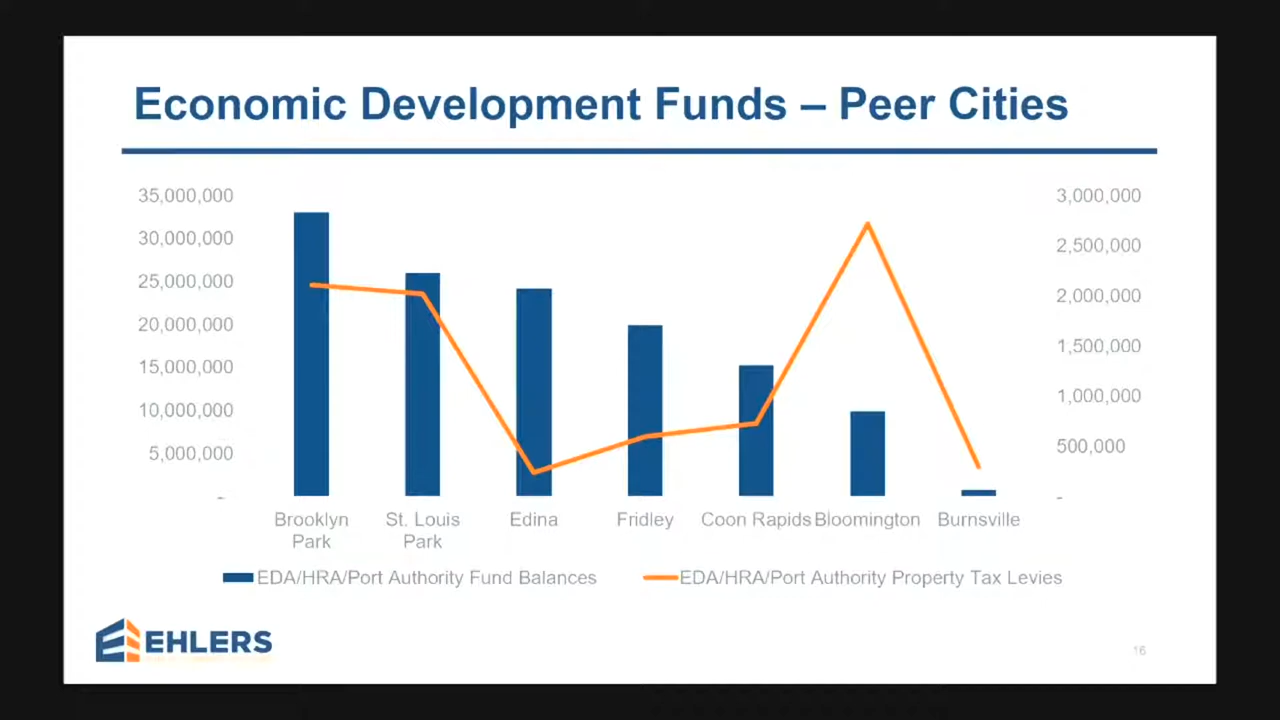 Economic Development Funds – Peer Cities
35,000,000
30,000,000
25,000,000
20,000,000
15,000,000
10,000,000
5,000,000
-
3,000,000
2,500,000
2,000,000
1,500,000
1,000,000
500,000
-
Brooklyn
Park
St. Louis
Park
Edina
Fridley
Coon Rapids
Bloomington
Burnsville
EDA/HRA/Port Authority Fund Balances
EDA/HRA/Port Authority Property Tax Levies
EHLERS
16